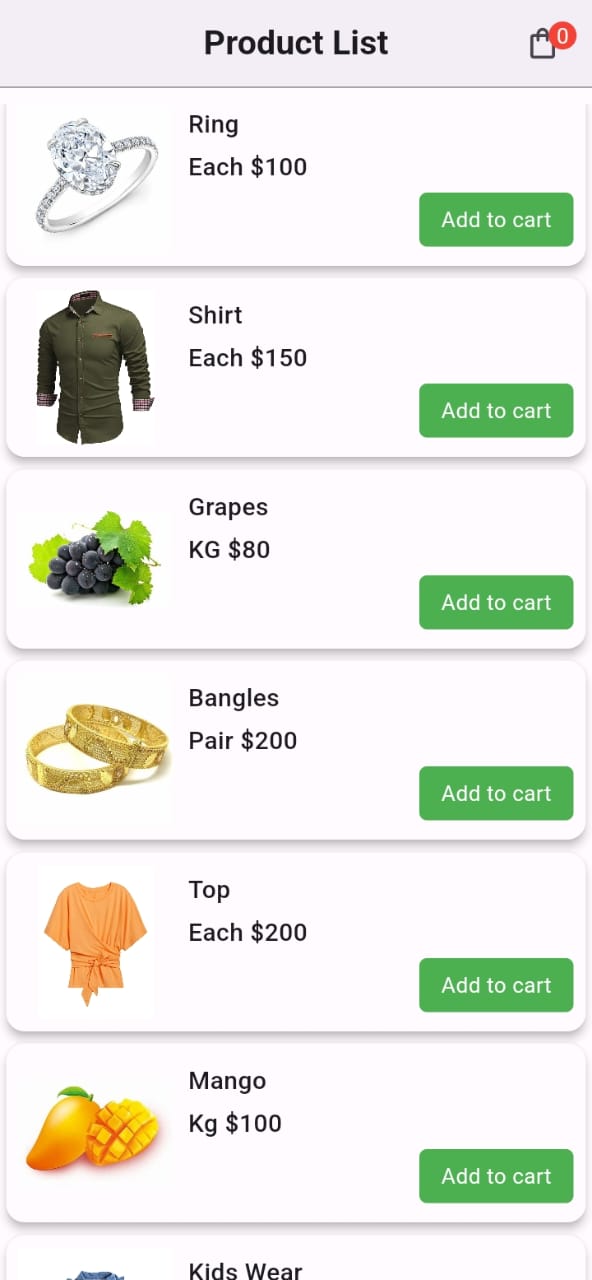 Product List
0
Ring
Each $100
Add to cart
Shirt
Each $150
Add to cart
Grapes
KG $80
Add to cart
Bangles
Pair $200
Add to cart
Top
Each $200
Add to cart
Mango
Kg $100
Add to cart
Kids Wear